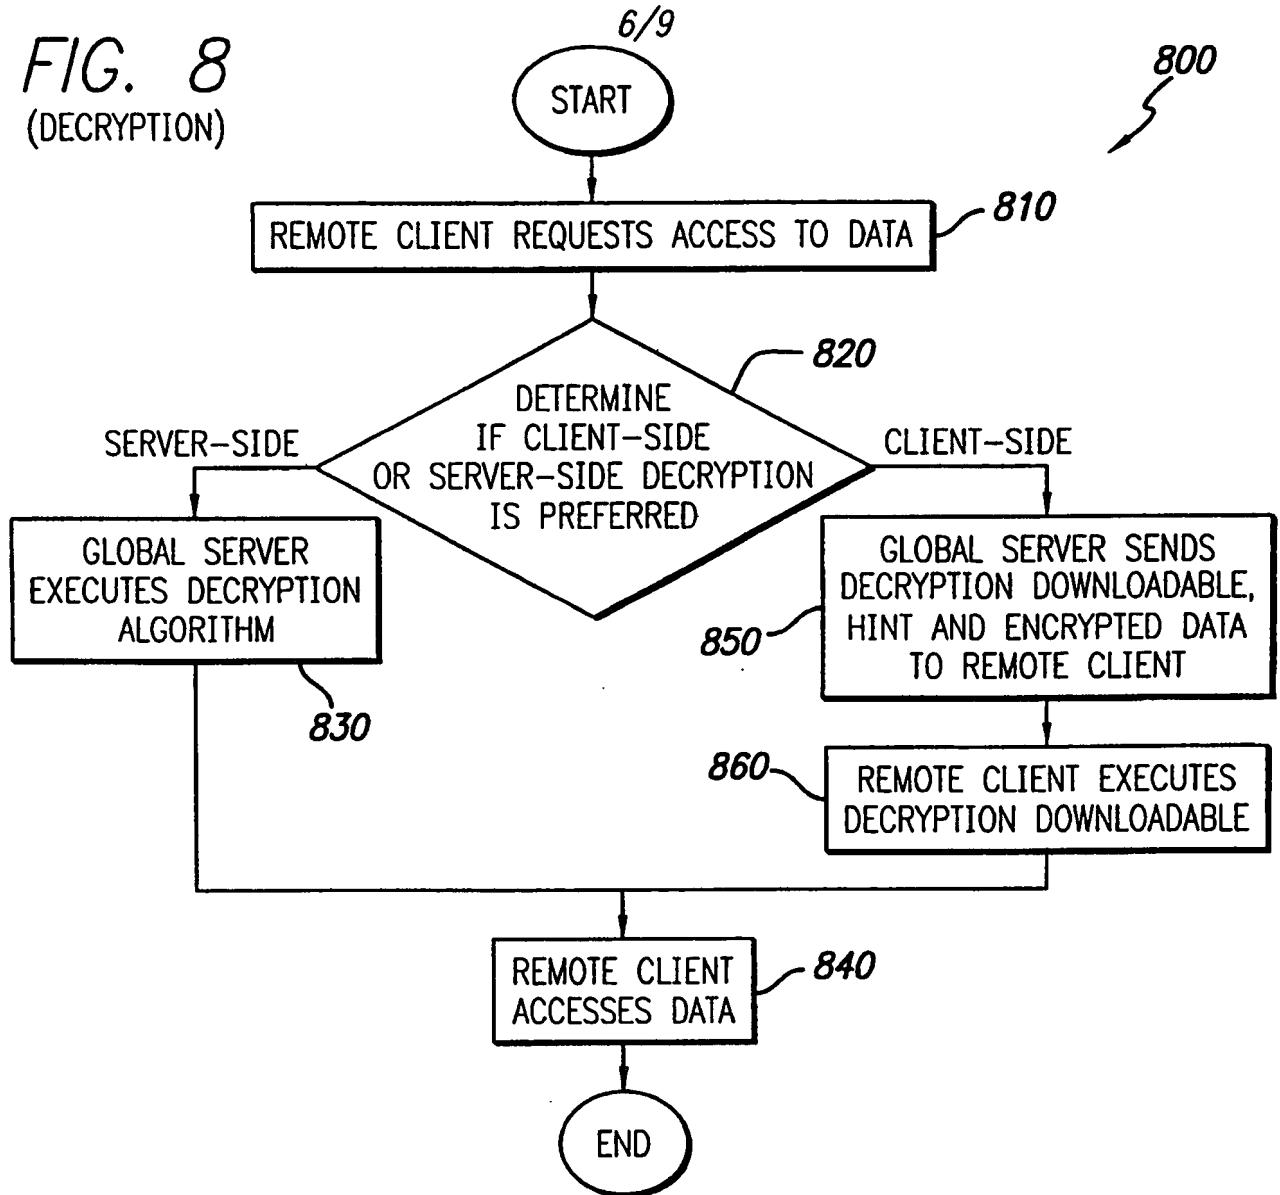 6/9
FIG. 8
(DECRYPTION)
800
START
REMOTE CLIENT REQUESTS ACCESS TO DATA
810
820
DETERMINE
IF CLIENT-SIDE
OR SERVER-SIDE DECRYPTION
IS PREFERRED
SERVER-SIDE
CLIENT-SIDE
GLOBAL SERVER
EXECUTES DECRYPTION
ALGORITHM
830
GLOBAL SERVER SENDS
DECRYPTION DOWNLOADABLE,
HINT AND ENCRYPTED DATA
TO REMOTE CLIENT
850
860
REMOTE CLIENT EXECUTES
DECRYPTION DOWNLOADABLE
REMOTE CLIENT
ACCESSES DATA
840
END